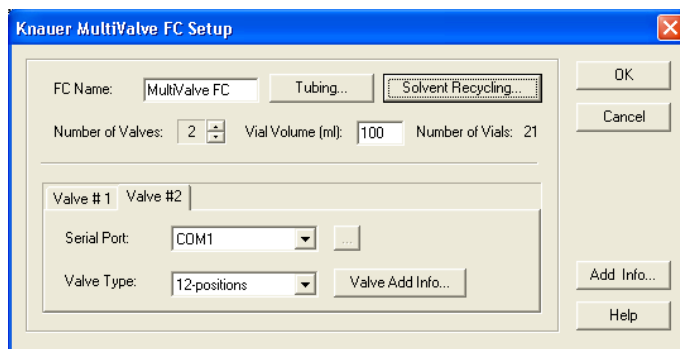 Knauer MultiValve FC Setup
FC Name: MultiValve FC Tubing... Solvent Recycling... OK
Number of Valves: 2 Vial Volume (ml): 100 Number of Vials: 21 Cancel
Valve # 1 Valve #2
Serial Port: COM1 ...
Valve Type: 12-positions Valve Add Info... Add Info...
Help